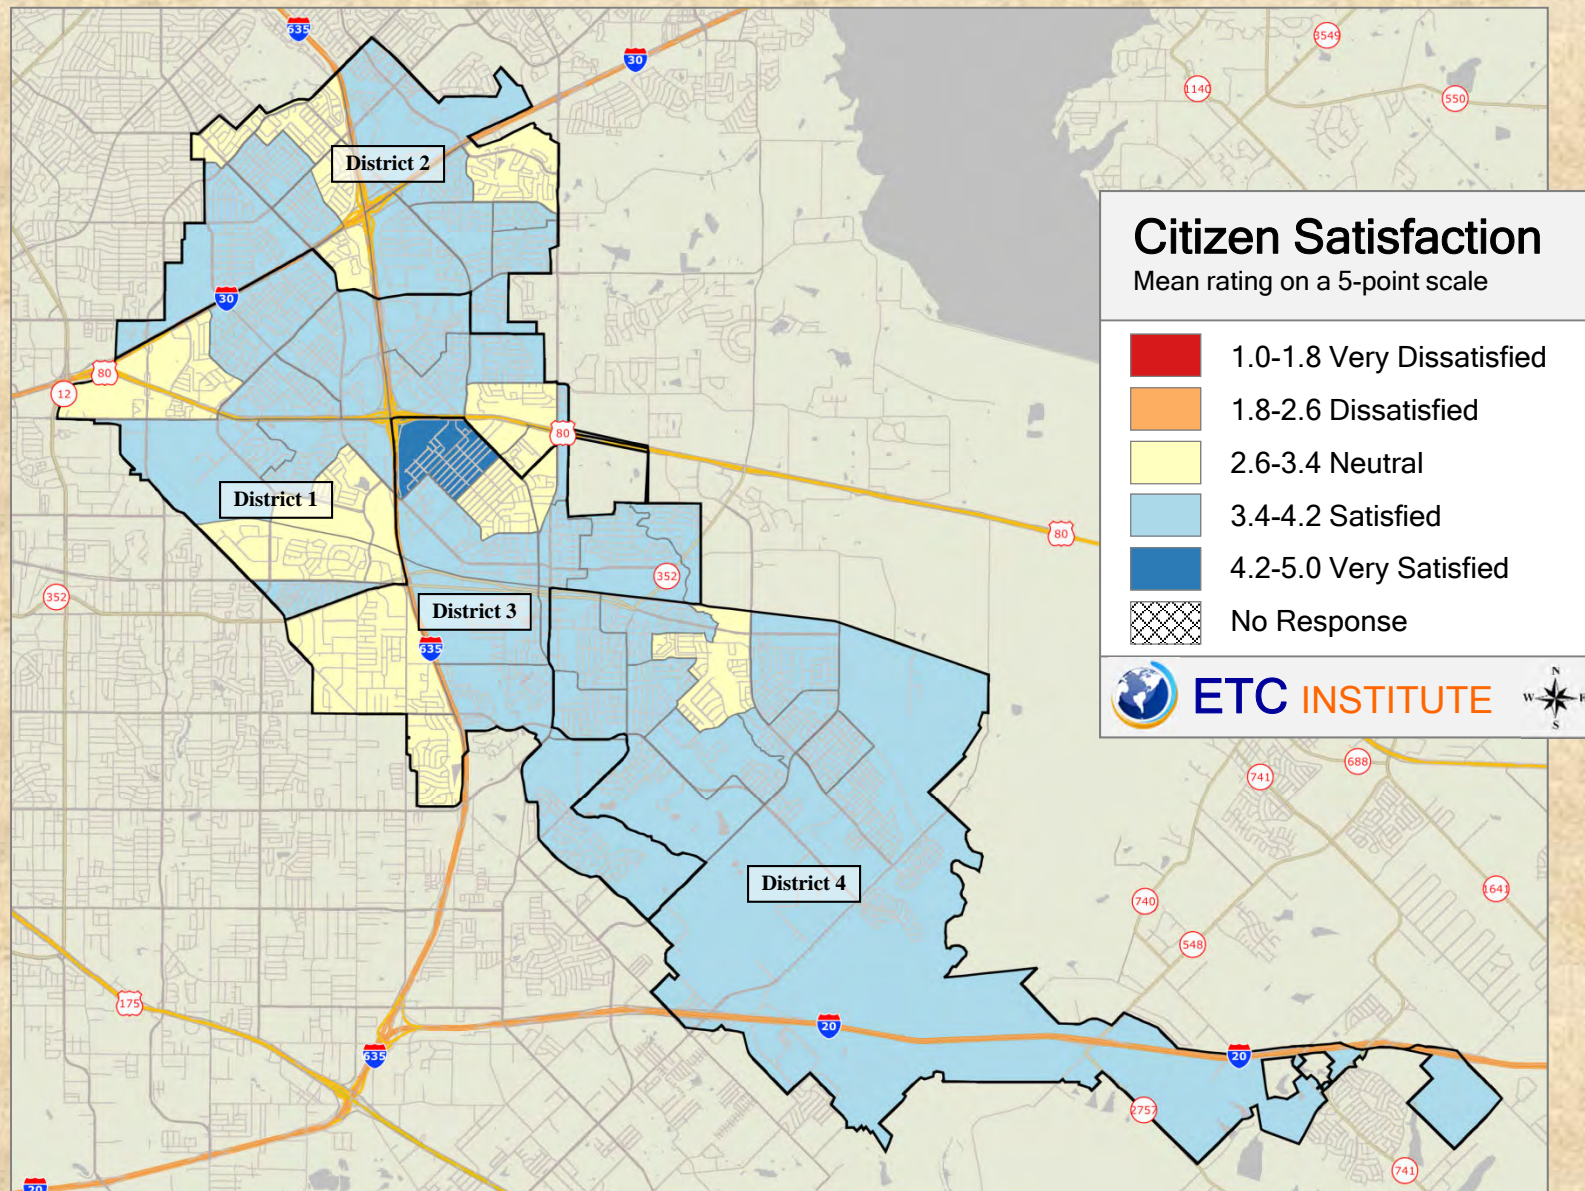 635
30
3549
1140
550
District 2
30
80
12
80
District 1
80
352
352
District 3
635
688
741
District 4
740
1641
548
175
20
635
20
2757
741
20
Citizen Satisfaction
Mean rating on a 5-point scale
1.0-1.8 Very Dissatisfied
1.8-2.6 Dissatisfied
2.6-3.4 Neutral
3.4-4.2 Satisfied
4.2-5.0 Very Satisfied
No Response
ETC INSTITUTE
N
W E
S